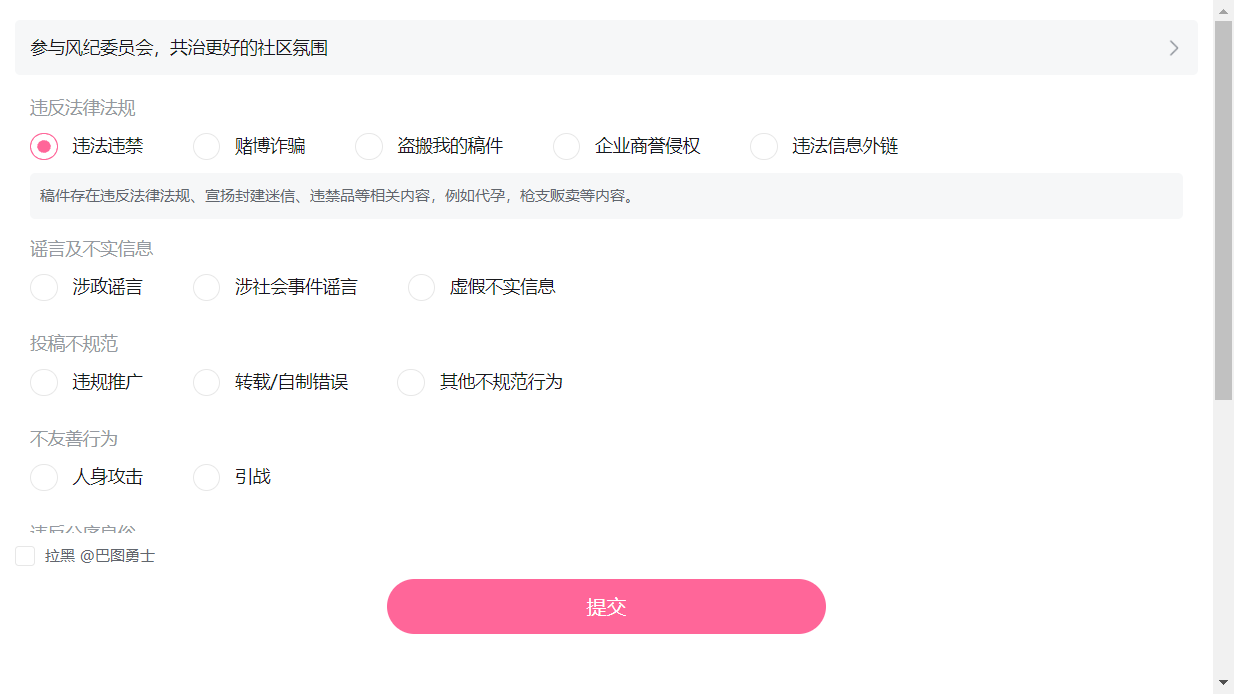 参与风纪委员会，共治更好的社区氛围
违反法律法规
违法违禁 赌博诈骗 盗搬我的稿件 企业商誉侵权 违法信息外链
稿件存在违反法律法规、宣扬封建迷信、违禁品等相关内容，例如代孕，枪支贩卖等内容。
谣言及不实信息
涉政谣言 涉社会事件谣言 虚假不实信息
投稿不规范
违规推广 转载/自制错误 其他不规范行为
不友善行为
人身攻击 引战
拉黑 @巴图勇士
提交